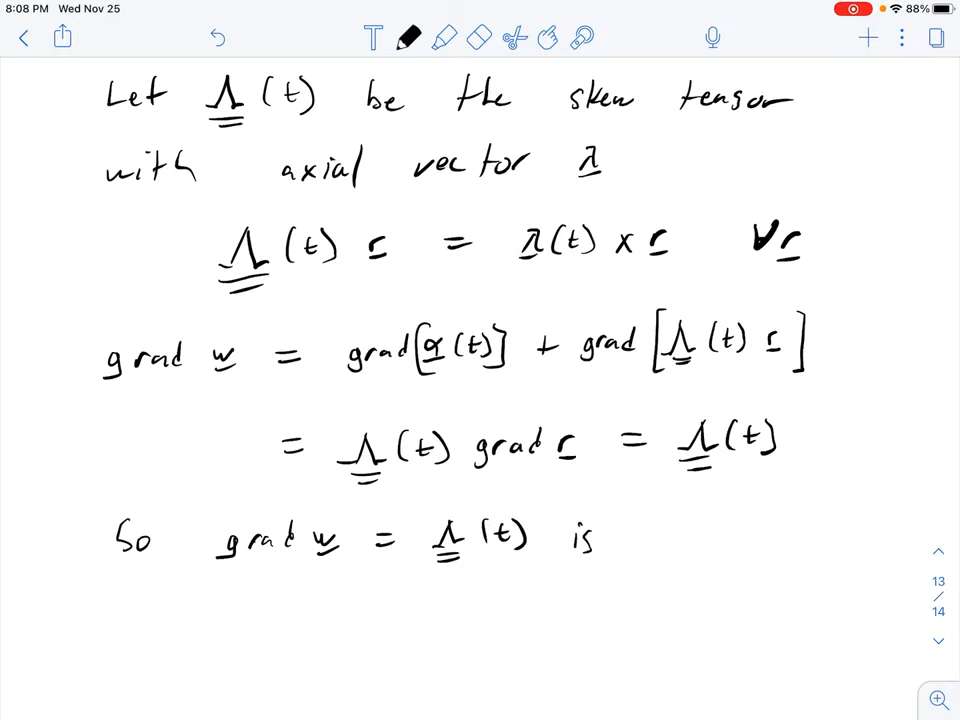 8:08 PM Wed Nov 25 88%
T
Let Λ(t) be the skew tensor
with axial vector λ
Λ(t) r = λ(t) × r ∀r
grad w = grad[α(t)] + grad [Λ(t) r]
= Λ(t) grad r = Λ(t)
So grad w = Λ(t) is
13
/
14